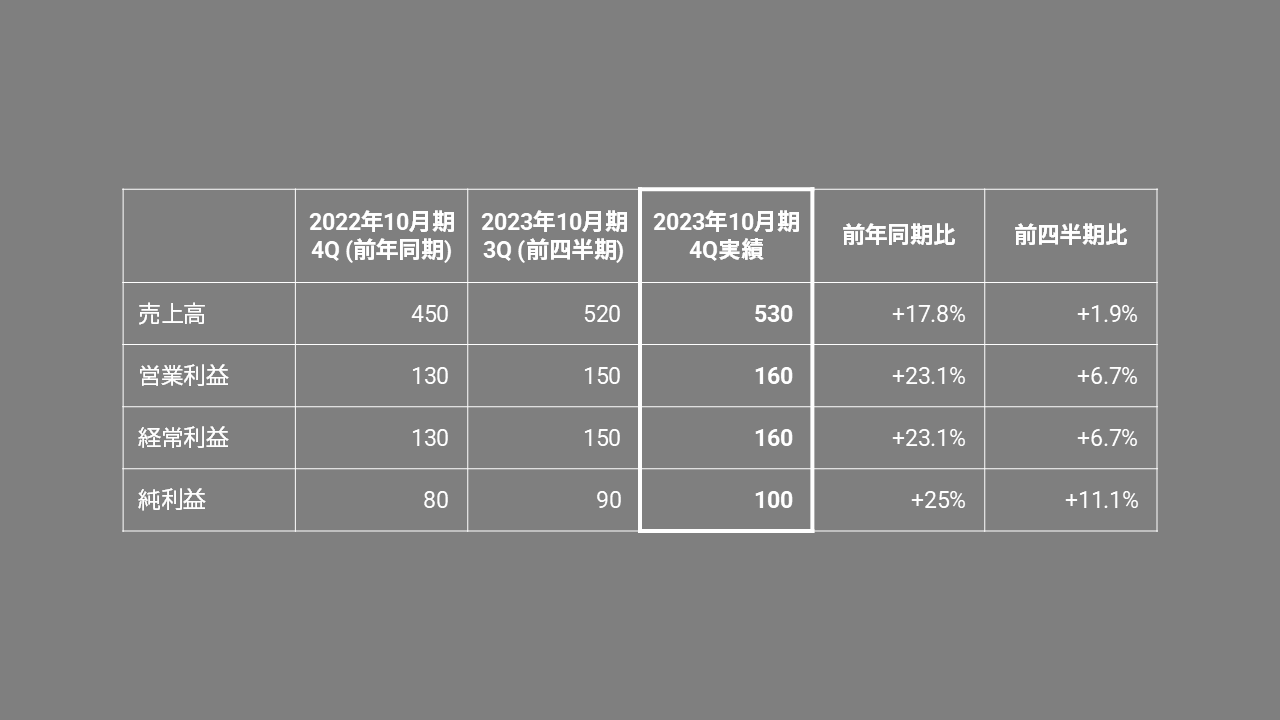 2022年10月期
4Q (前年同期)
2023年10月期
3Q (前四半期)
2023年10月期
4Q実績
前年同期比
前四半期比
売上高 450 520 530 +17.8% +1.9%
営業利益 130 150 160 +23.1% +6.7%
経常利益 130 150 160 +23.1% +6.7%
純利益 80 90 100 +25% +11.1%